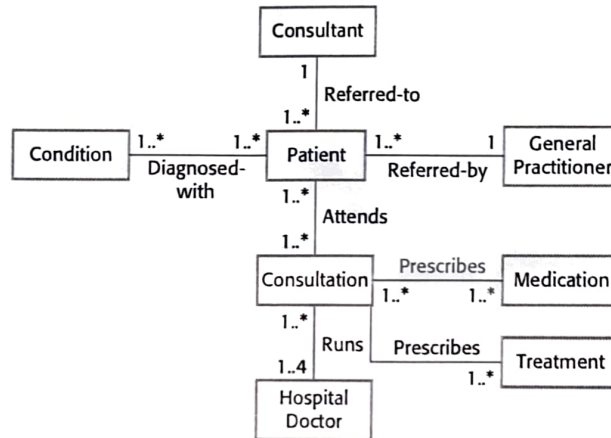 Consultant
1
Referred-to
1..*
Condition
1..*
1..*
Diagnosed-
with
Patient
1..*
1
Referred-by
General
Practitioner
1..*
Attends
1..*
Consultation
Prescribes
1..*
1..*
Medication
1..*
Runs
1..4
Prescribes
1..*
Treatment
Hospital
Doctor